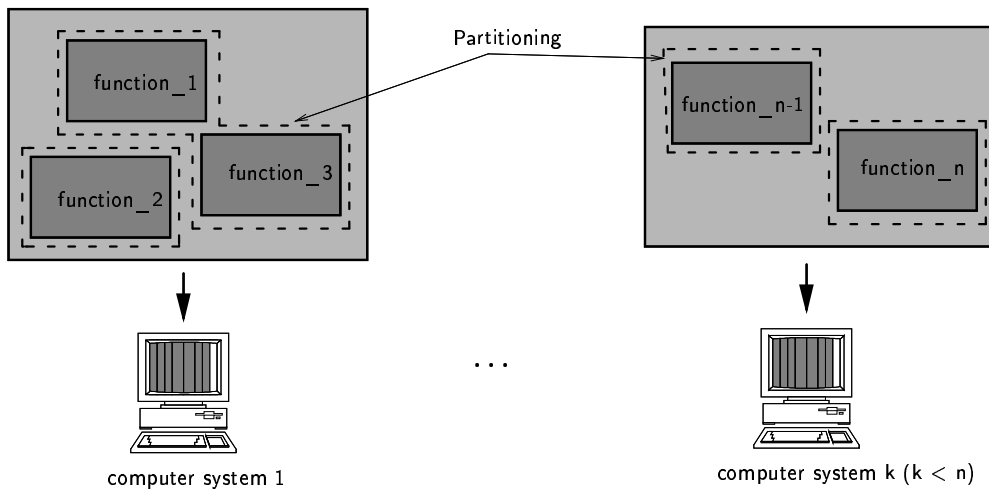 Partitioning
function_1
function_2
function_3
function_n-1
function_n
...
computer system 1
computer system k (k < n)